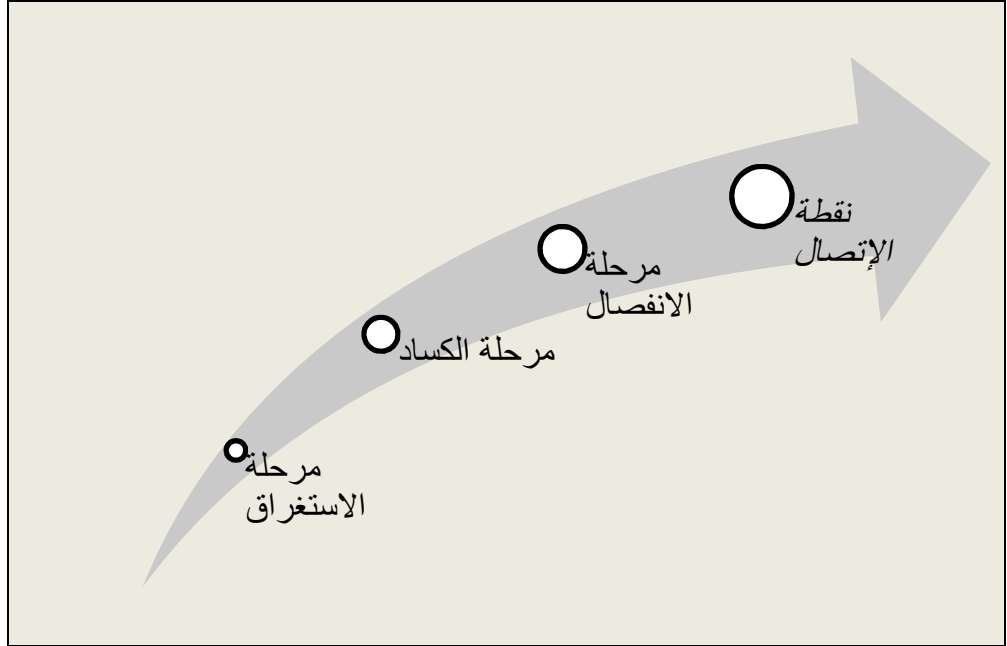 مرحلة
الاستغراق
مرحلة الكساد
مرحلة
الانفصال
نقطة
الإتصال